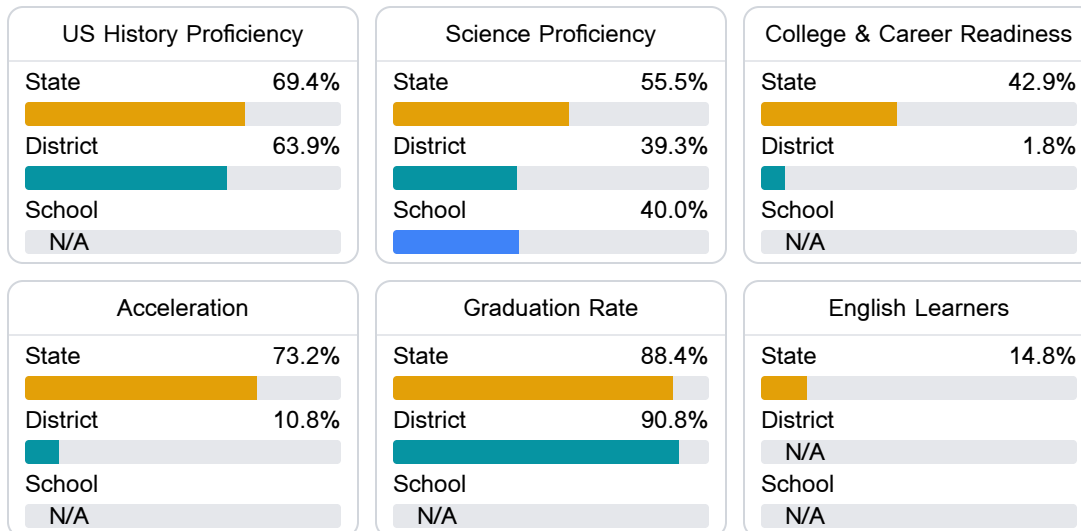 US History Proficiency
State 69.4%
District 63.9%
School
N/A
Science Proficiency
State 55.5%
District 39.3%
School 40.0%
College & Career Readiness
State 42.9%
District 1.8%
School
N/A
Acceleration
State 73.2%
District 10.8%
School
N/A
Graduation Rate
State 88.4%
District 90.8%
School
N/A
English Learners
State 14.8%
District
N/A
School
N/A